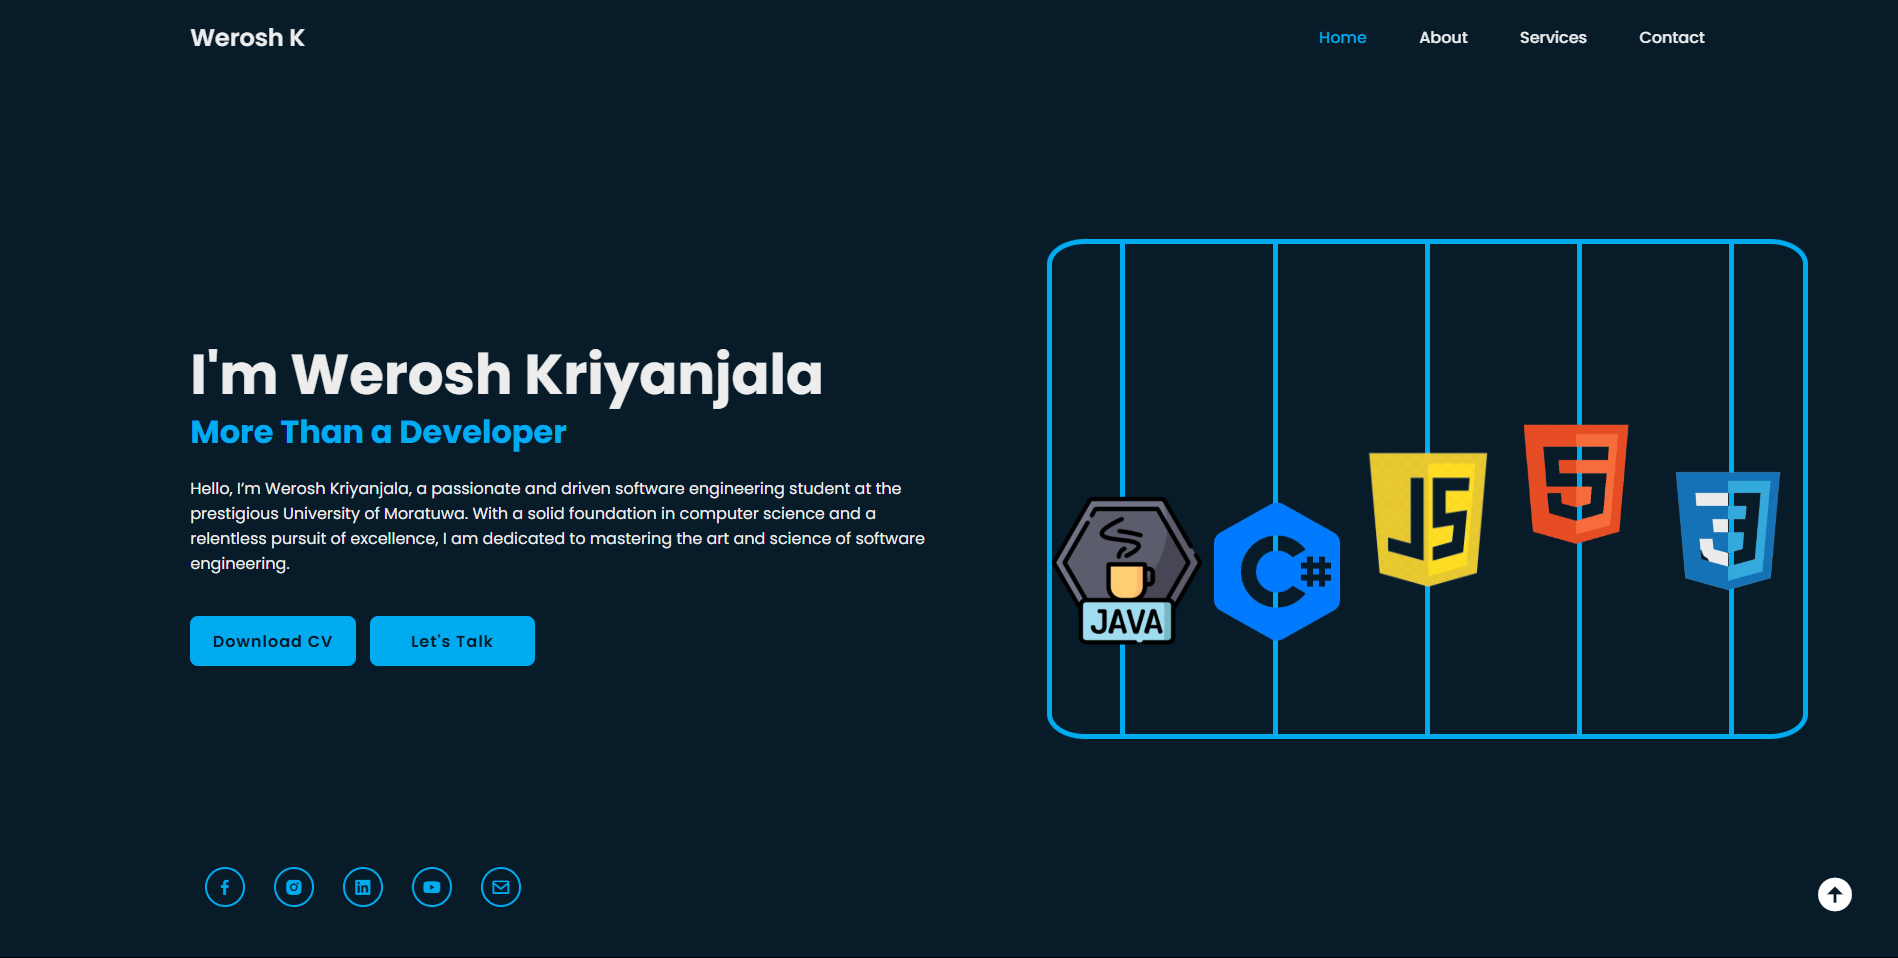 Werosh K
Home
About
Services
Contact
I'm Werosh Kriyanjala
More Than a Developer
Hello, I’m Werosh Kriyanjala, a passionate and driven software engineering student at the
prestigious University of Moratuwa. With a solid foundation in computer science and a
relentless pursuit of excellence, I am dedicated to mastering the art and science of software
engineering.
Download CV
Let's Talk
JAVA
C#
JS
5
3